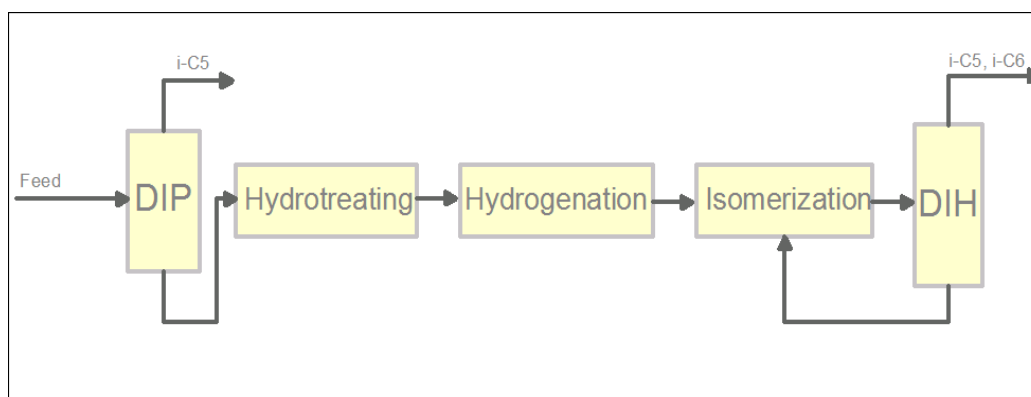 i-C5
i-C5, i-C6
Feed
DIP
Hydrotreating
Hydrogenation
Isomerization
DIH